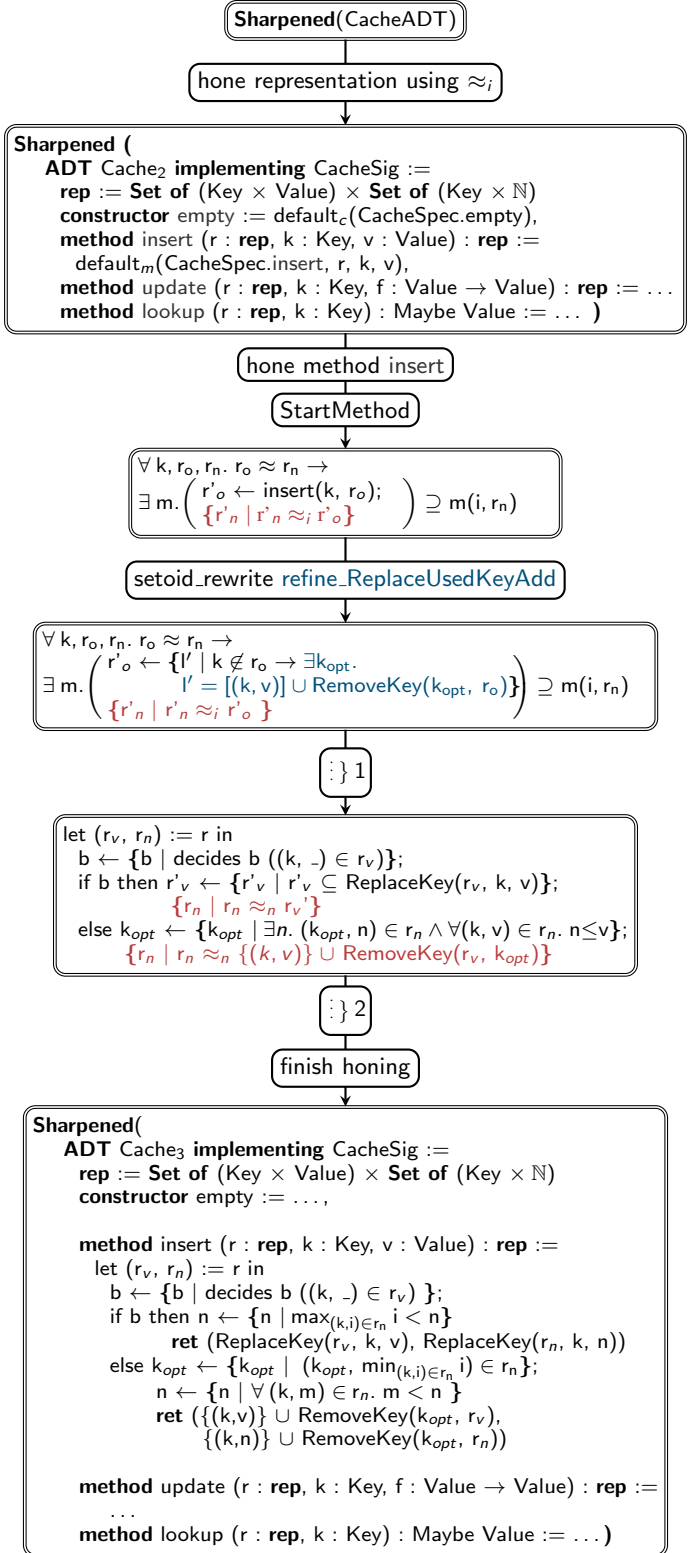 Sharpened(CacheADT)
hone representation using ≈ᵢ
Sharpened (
ADT Cache₂ implementing CacheSig :=
rep := Set of (Key × Value) × Set of (Key × ℕ)
constructor empty := default_c(CacheSpec.empty),
method insert (r : rep, k : Key, v : Value) : rep :=
default_m(CacheSpec.insert, r, k, v),
method update (r : rep, k : Key, f : Value → Value) : rep := …
method lookup (r : rep, k : Key) : Maybe Value := … )
hone method insert
StartMethod
∀ k, r_o, r_n. r_o ≈ r_n →
∃ m. ( r'_o ← insert(k, r_o);
{r'_n | r'_n ≈_i r'_o} ) ⊇ m(i, r_n)
setoid_rewrite refine_ReplaceUsedKeyAdd
∀ k, r_o, r_n. r_o ≈ r_n →
r'_o ← {l′ | k ∉ r_o → ∃k_opt.
∃ m. ( l′ = [(k, v)] ∪ RemoveKey(k_opt, r_o)} ) ⊇ m(i, r_n)
{r'_n | r'_n ≈_i r'_o }
⋮ } 1
let (r_v, r_n) := r in
b ← {b | decides b ((k, _) ∈ r_v)};
if b then r'_v ← {r'_v | r'_v ⊆ ReplaceKey(r_v, k, v)};
{r_n | r_n ≈_n r_v'}
else k_opt ← {k_opt | ∃n. (k_opt, n) ∈ r_n ∧ ∀(k, v) ∈ r_n. n≤v};
{r_n | r_n ≈_n {(k, v)} ∪ RemoveKey(r_v, k_opt)}
⋮ } 2
finish honing
Sharpened(
ADT Cache₃ implementing CacheSig :=
rep := Set of (Key × Value) × Set of (Key × ℕ)
constructor empty := …,
method insert (r : rep, k : Key, v : Value) : rep :=
let (r_v, r_n) := r in
b ← {b | decides b ((k, _) ∈ r_v) };
if b then n ← {n | max_(k,i)∈r_n i < n}
ret (ReplaceKey(r_v, k, v), ReplaceKey(r_n, k, n))
else k_opt ← {k_opt | (k_opt, min_(k,i)∈r_n i) ∈ r_n};
n ← {n | ∀ (k, m) ∈ r_n. m < n }
ret ({(k,v)} ∪ RemoveKey(k_opt, r_v),
{(k,n)} ∪ RemoveKey(k_opt, r_n))
method update (r : rep, k : Key, f : Value → Value) : rep :=
…
method lookup (r : rep, k : Key) : Maybe Value := … )